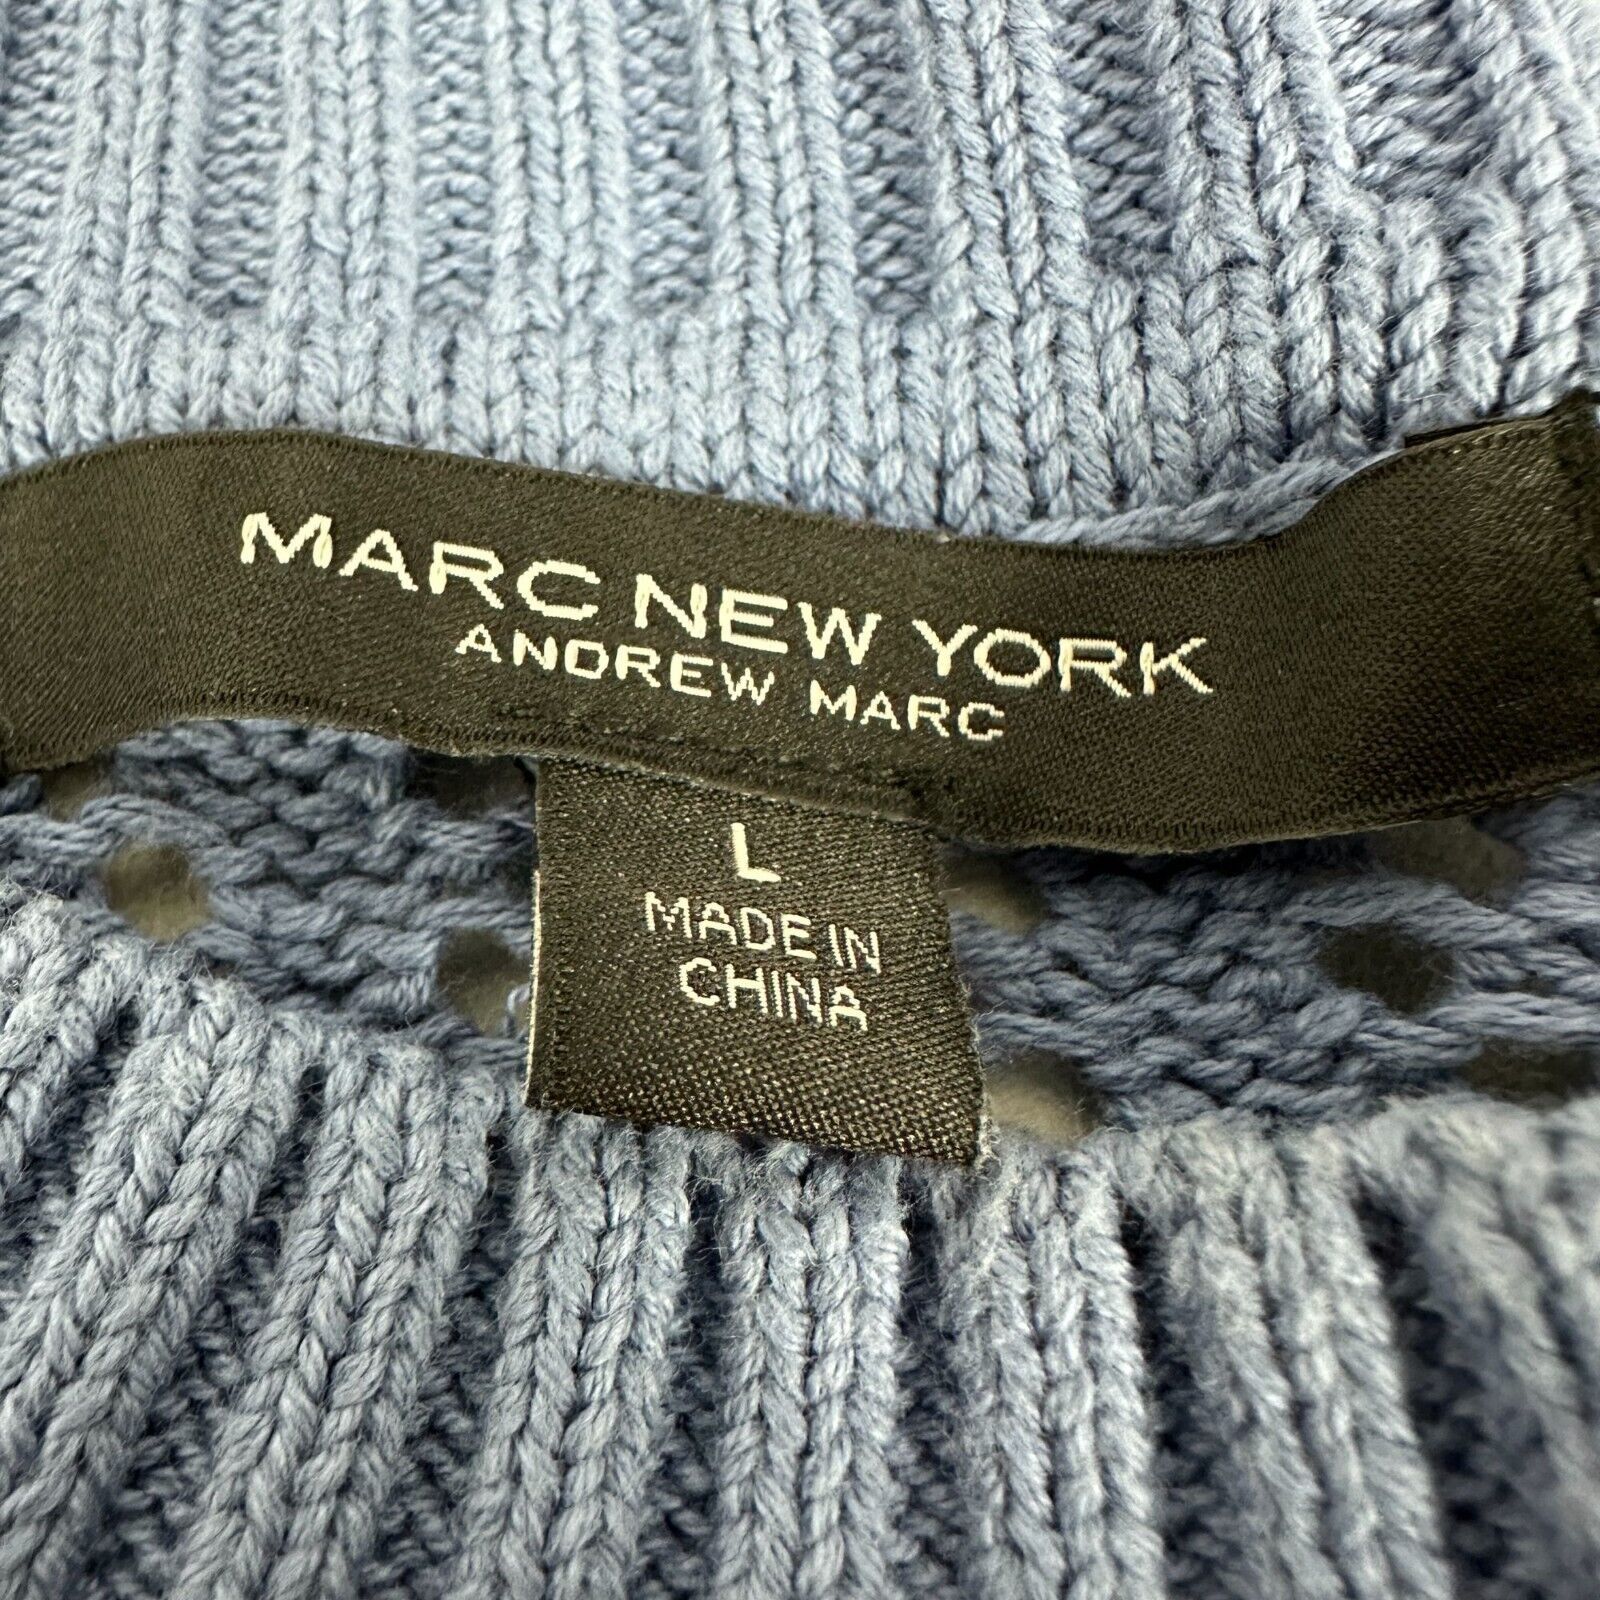 MARC NEW YORK
ANDREW MARC
L
MADE IN
CHINA